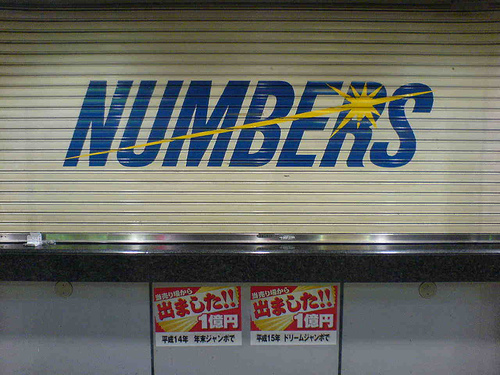 NUMBERS
当売り場から
出ました!!
1億円
平成14年 年末ジャンボで
当売り場から
出ました!!
1億円
平成15年 ドリームジャンボで